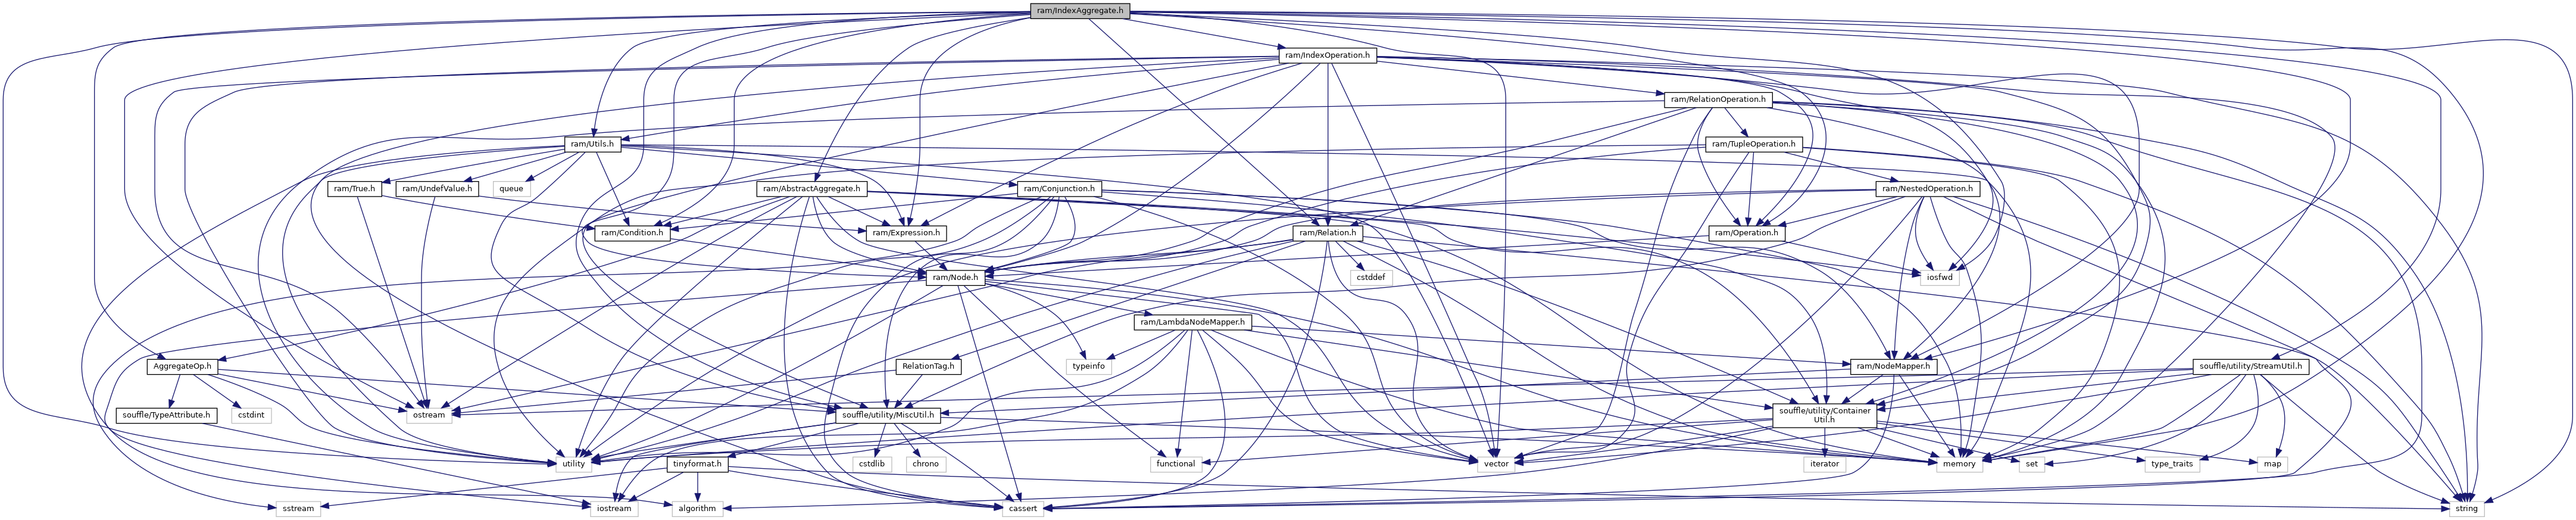 ram/IndexAggregate.h
ram/IndexOperation.h
ram/RelationOperation.h
ram/Utils.h
ram/TupleOperation.h
ram/True.h
ram/UndefValue.h
queue
ram/AbstractAggregate.h
ram/Conjunction.h
ram/NestedOperation.h
ram/Condition.h
ram/Expression.h
ram/Relation.h
ram/Operation.h
ram/Node.h
cstddef
iosfwd
ram/LambdaNodeMapper.h
AggregateOp.h
RelationTag.h
typeinfo
ram/NodeMapper.h
souffle/utility/StreamUtil.h
souffle/TypeAttribute.h
cstdint
ostream
souffle/utility/MiscUtil.h
souffle/utility/Container
Util.h
utility
tinyformat.h
cstdlib
chrono
functional
vector
iterator
memory
set
type_traits
map
sstream
iostream
algorithm
cassert
string